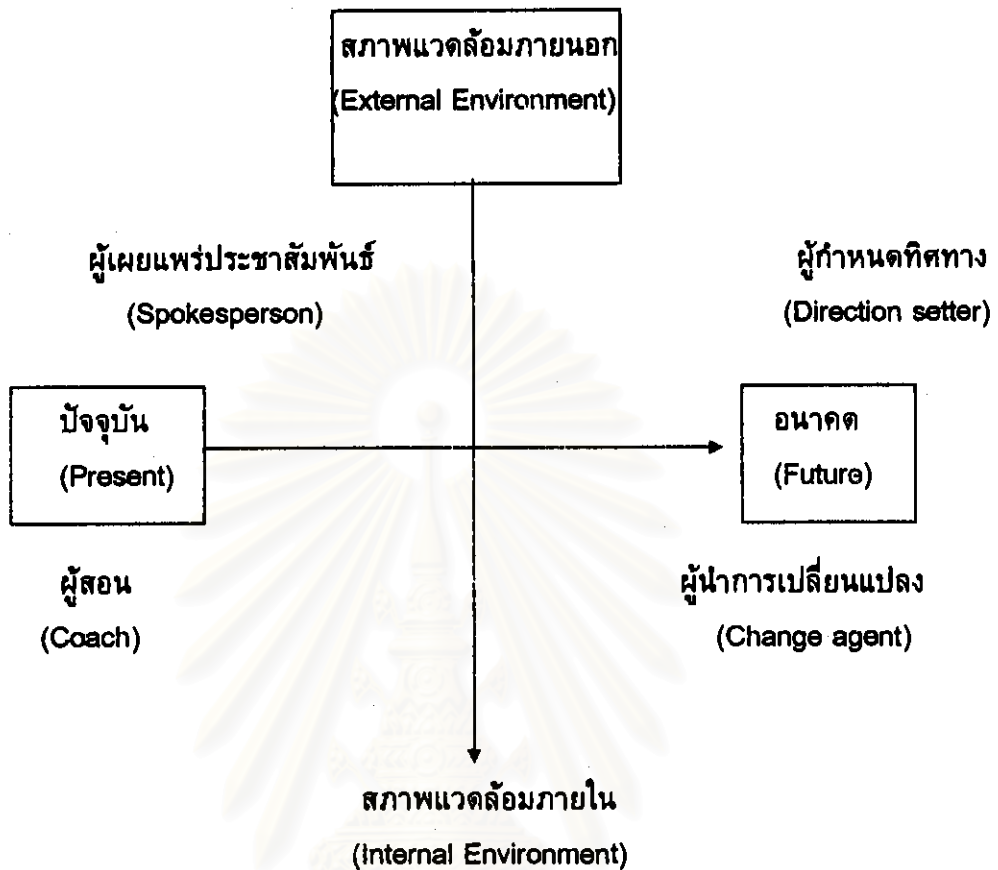 สภาพแวดล้อมภายนอก
(External Environment)
ผู้เผยแพร่ประชาสัมพันธ์
(Spokesperson)
ผู้กำหนดทิศทาง
(Direction setter)
ปัจจุบัน
(Present)
อนาคต
(Future)
ผู้สอน
(Coach)
ผู้นำการเปลี่ยนแปลง
(Change agent)
สภาพแวดล้อมภายใน
(Internal Environment)